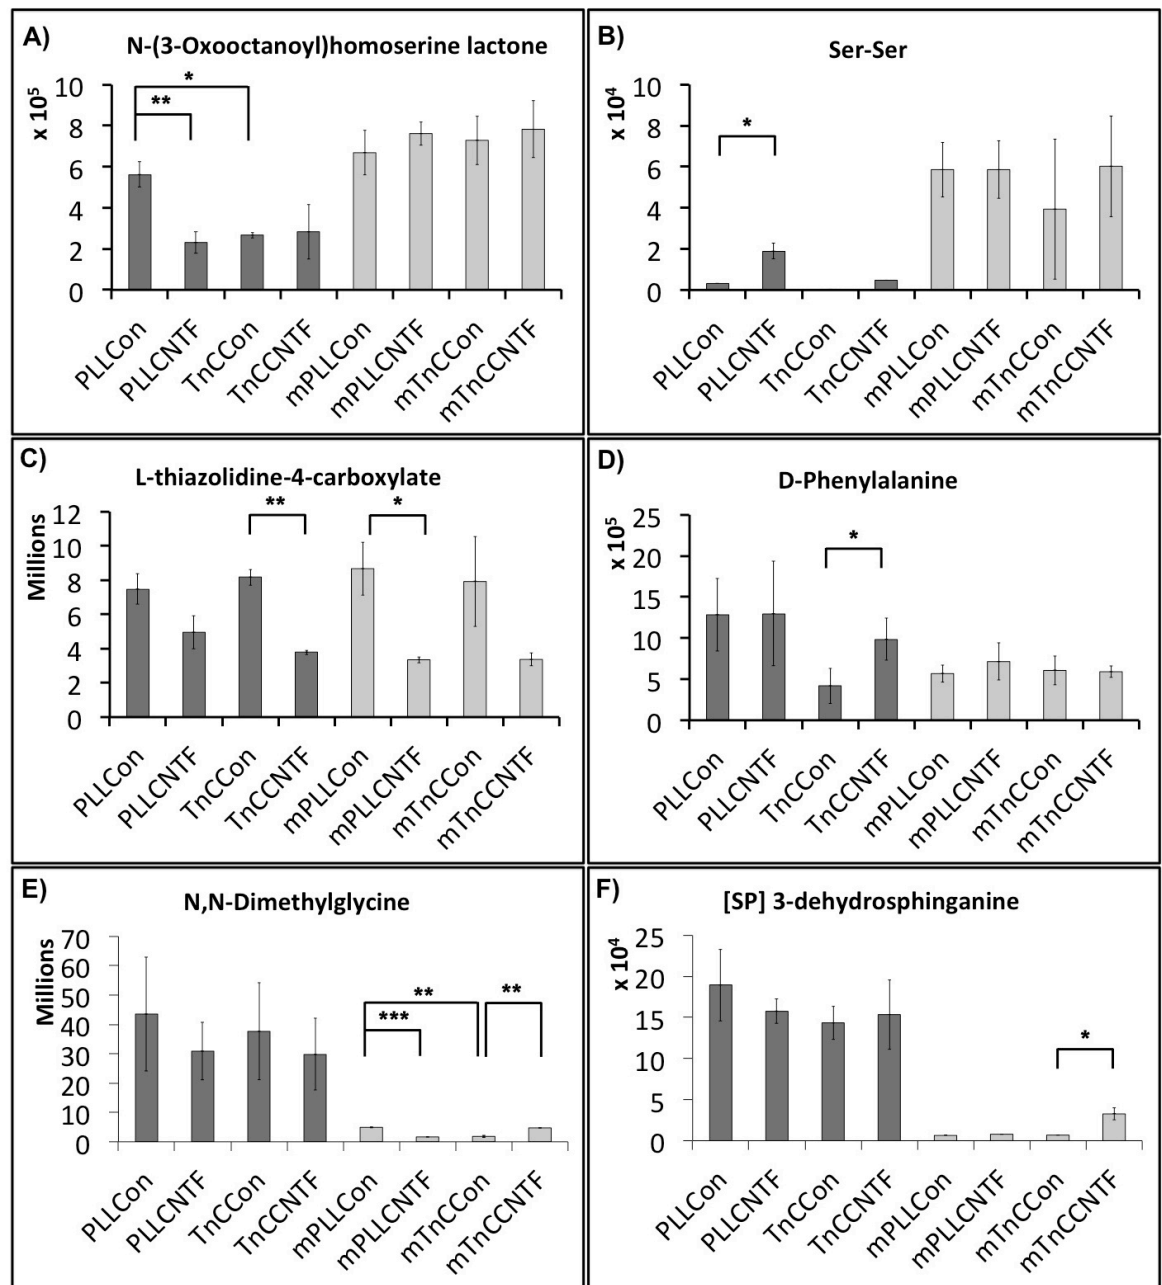 A)
N-(3-Oxooctanoyl)homoserine lactone
x 10⁵
10
8
6
4
2
0
*
**
PLLCon
PLLCNTF
TnCCon
TnCCNTF
mPLLCon
mPLLCNTF
mTnCCon
mTnCCNTF
B)
Ser-Ser
x 10⁴
10
8
6
4
2
0
*
PLLCon
PLLCNTF
TnCCon
TnCCNTF
mPLLCon
mPLLCNTF
mTnCCon
mTnCCNTF
C)
L-thiazolidine-4-carboxylate
Millions
12
10
8
6
4
2
0
**
*
PLLCon
PLLCNTF
TnCCon
TnCCNTF
mPLLCon
mPLLCNTF
mTnCCon
mTnCCNTF
D)
D-Phenylalanine
x 10⁵
25
20
15
10
5
0
*
PLLCon
PLLCNTF
TnCCon
TnCCNTF
mPLLCon
mPLLCNTF
mTnCCon
mTnCCNTF
E)
N,N-Dimethylglycine
Millions
70
60
50
40
30
20
10
0
**
***
**
PLLCon
PLLCNTF
TnCCon
TnCCNTF
mPLLCon
mPLLCNTF
mTnCCon
mTnCCNTF
F)
[SP] 3-dehydrosphinganine
x 10⁴
25
20
15
10
5
0
*
PLLCon
PLLCNTF
TnCCon
TnCCNTF
mPLLCon
mPLLCNTF
mTnCCon
mTnCCNTF